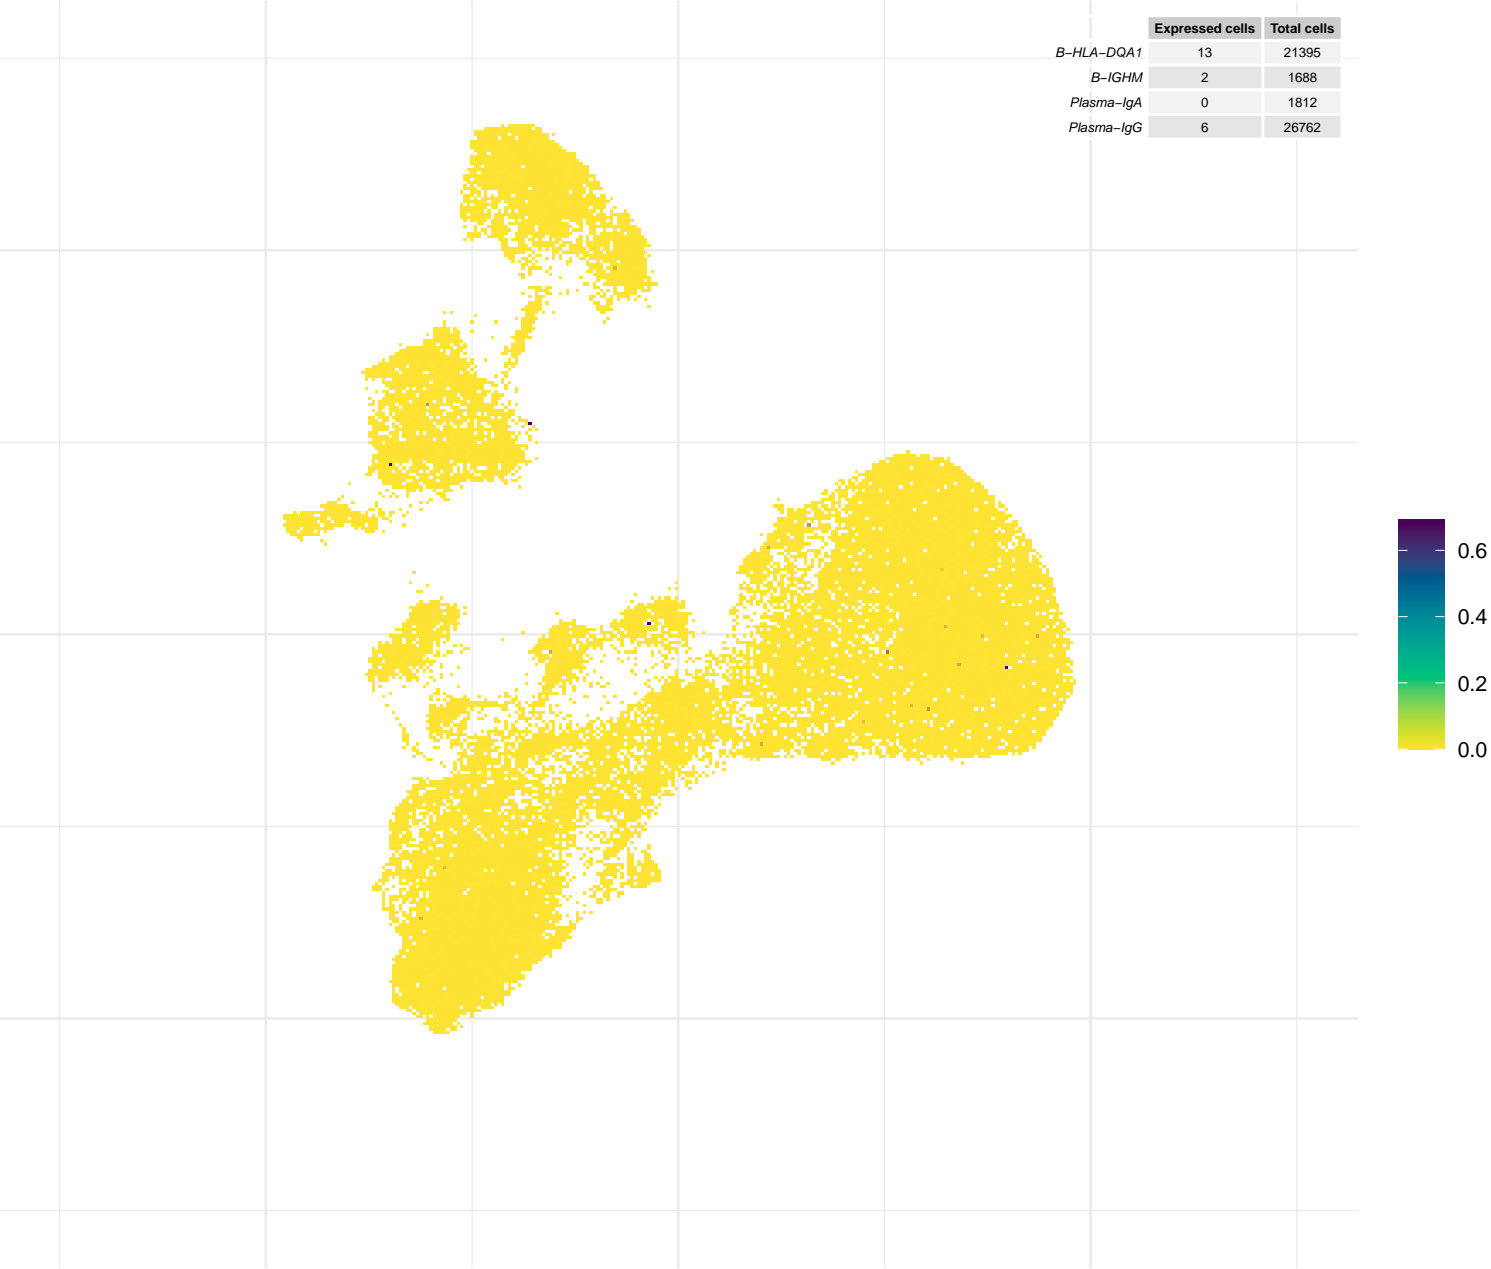 Expressed cells Total cells
B−HLA−DQA1 13 21395
B−IGHM 2 1688
Plasma−IgA 0 1812
Plasma−IgG 6 26762
0.6
0.4
0.2
0.0